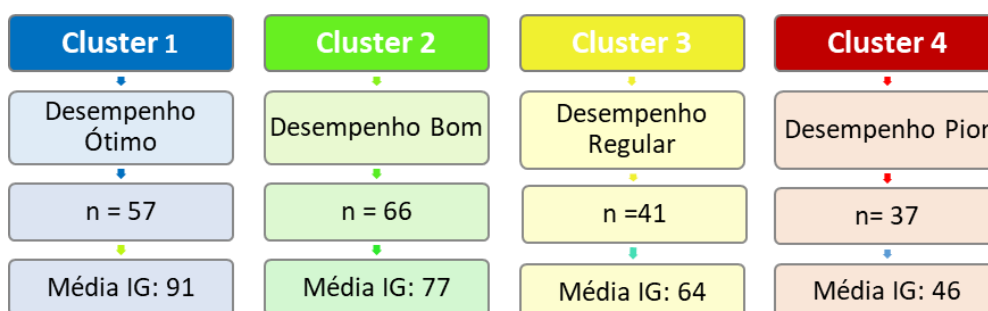 Cluster 1
Desempenho
Ótimo
n = 57
Média IG: 91
Cluster 2
Desempenho Bom
n = 66
Média IG: 77
Cluster 3
Desempenho
Regular
n =41
Média IG: 64
Cluster 4
Desempenho Pior
n= 37
Média IG: 46